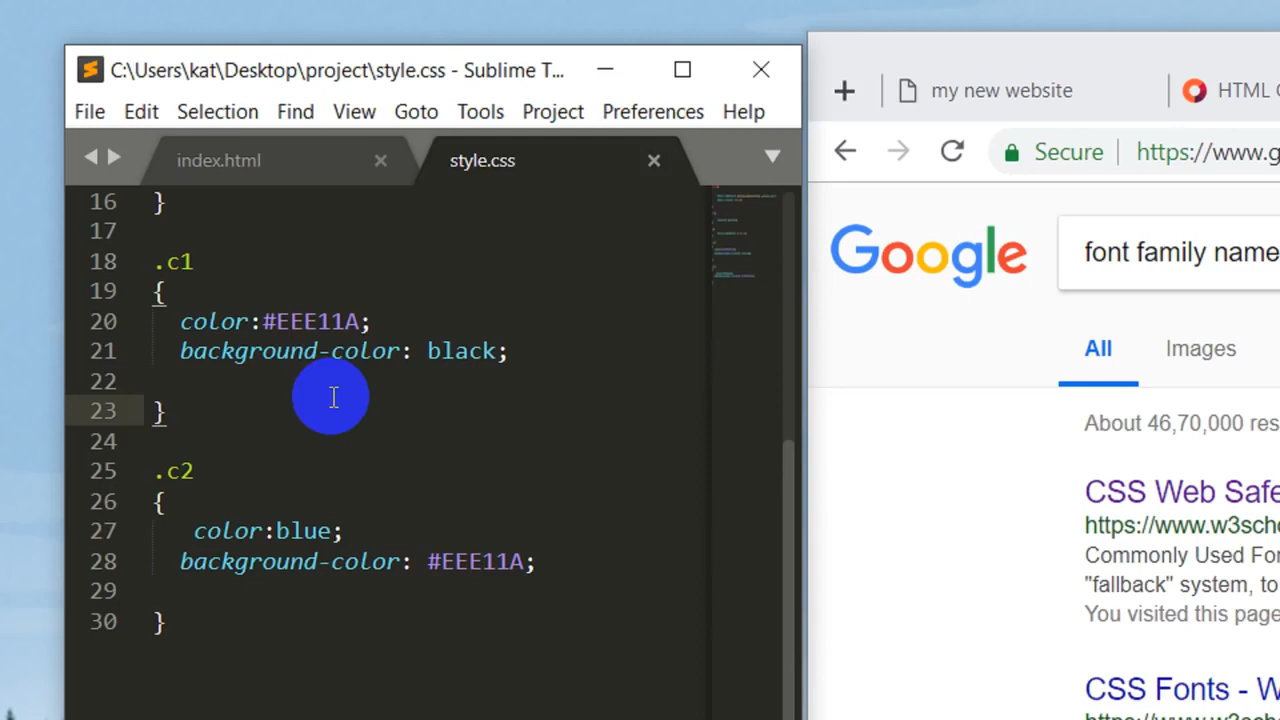 C:\Users\kat\Desktop\project\style.css - Sublime T...
File Edit Selection Find View Goto Tools Project Preferences Help
index.html style.css
16 }
17
18 .c1
19 {
20 color:#EEE11A;
21 background-color: black;
22
23 }
24
25 .c2
26 {
27 color:blue;
28 background-color: #EEE11A;
29
30 }
my new website HTML
Secure https://www.g
Google font family name
All Images
About 46,70,000 res
CSS Web Safe
https://www.w3scho
Commonly Used Fon
"fallback" system, to
You visited this page
CSS Fonts - W